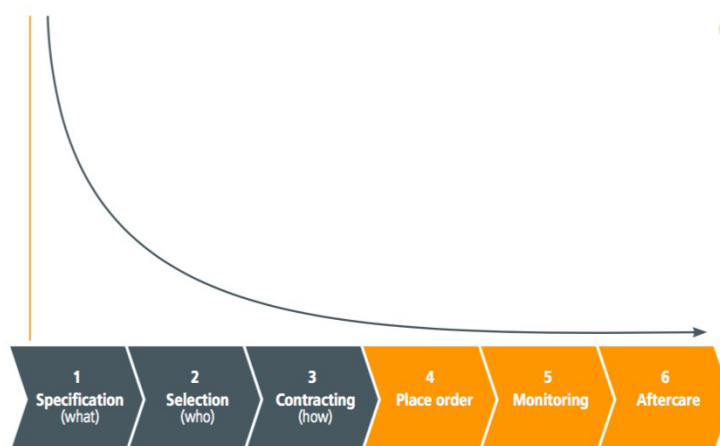 1
Specification
(what)
2
Selection
(who)
3
Contracting
(how)
4
Place order
5
Monitoring
6
Aftercare